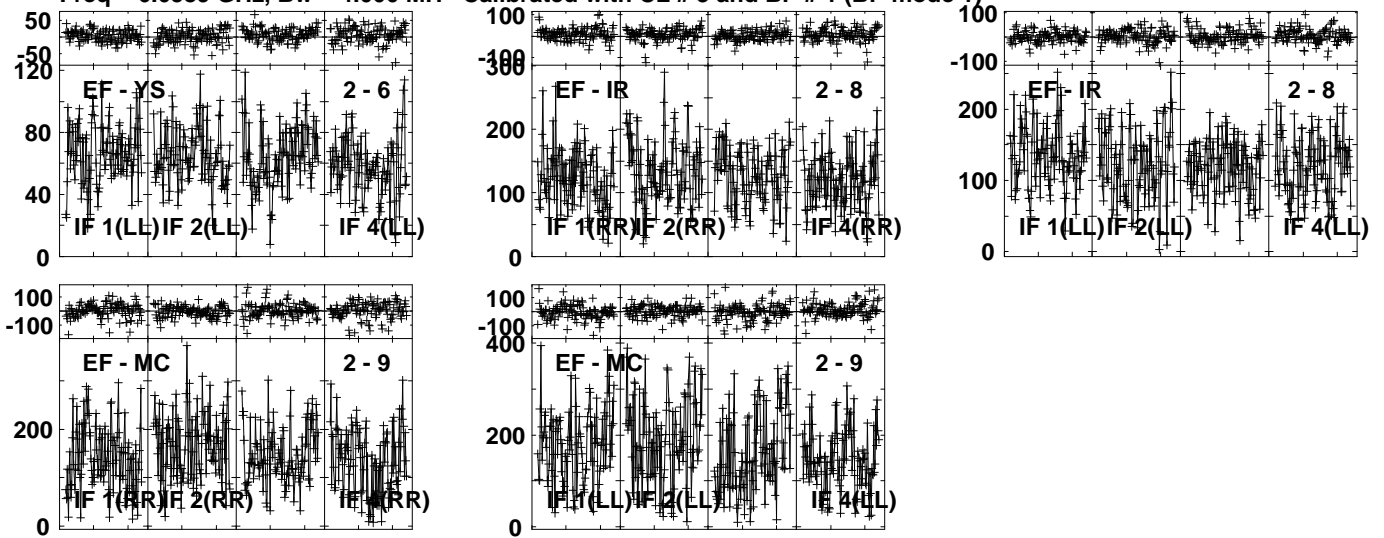 50
-50
120
80
40
0
EF - YS 2 - 6
IF 1(LL) IF 2(LL) IF 4(LL)
100
-100
300
200
100
0
EF - IR 2 - 8
IF 1(RR) IF 2(RR) IF 4(RR)
100
-100
200
100
0
EF - IR 2 - 8
IF 1(LL) IF 2(LL) IF 4(LL)
100
-100
200
0
EF - MC 2 - 9
IF 1(RR) IF 2(RR) IF 4(RR)
100
-100
400
200
0
EF - MC 2 - 9
IF 1(LL) IF 2(LL) IF 4(LL)